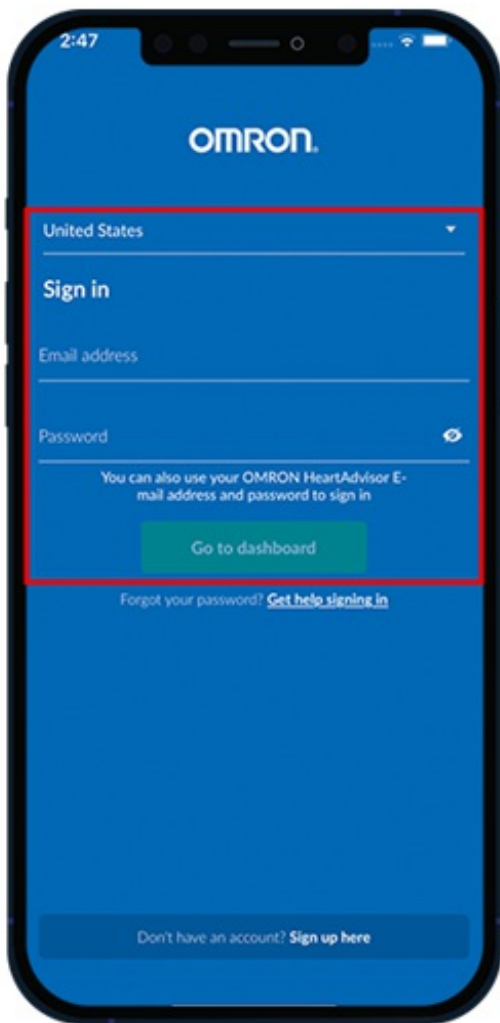 2:47
OMRON
United States
Sign in
Email address
Password
You can also use your OMRON HeartAdvisor E-
mail address and password to sign in
Go to dashboard
Forgot your password? Get help signing in
Don't have an account? Sign up here